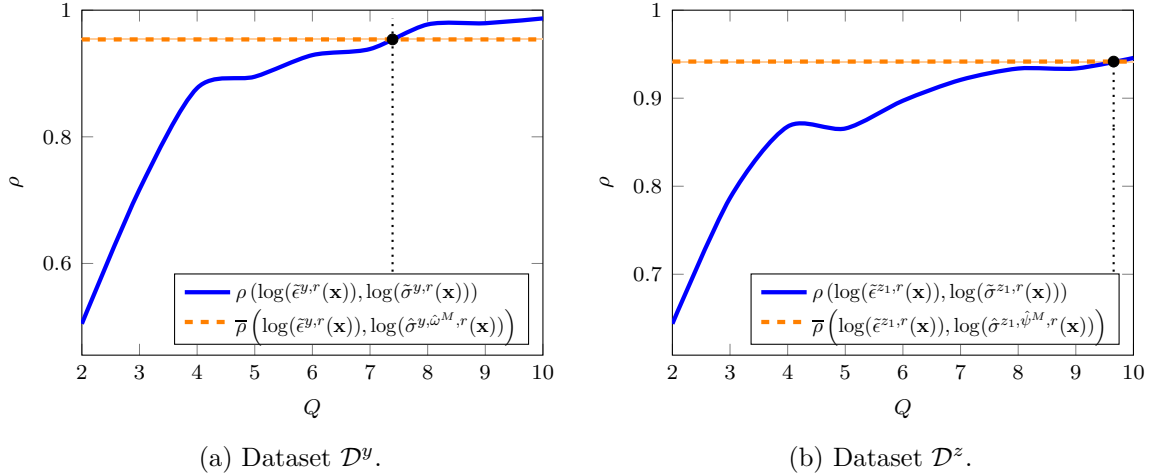 1
0.8
0.6
ρ
2 3 4 5 6 7 8 9 10
Q
ρ (log(ϵ̃^{y,r}(x)), log(σ̃^{y,r}(x)))
ρ̅ (log(ϵ̃^{y,r}(x)), log(σ̂^{y,ω̂^M,r}(x)))
(a) Dataset 𝒟^y.
1
0.9
0.8
0.7
ρ
2 3 4 5 6 7 8 9 10
Q
ρ (log(ϵ̃^{z_1,r}(x)), log(σ̃^{z_1,r}(x)))
ρ̅ (log(ϵ̃^{z_1,r}(x)), log(σ̂^{z_1,ψ̂^M,r}(x)))
(b) Dataset 𝒟^z.